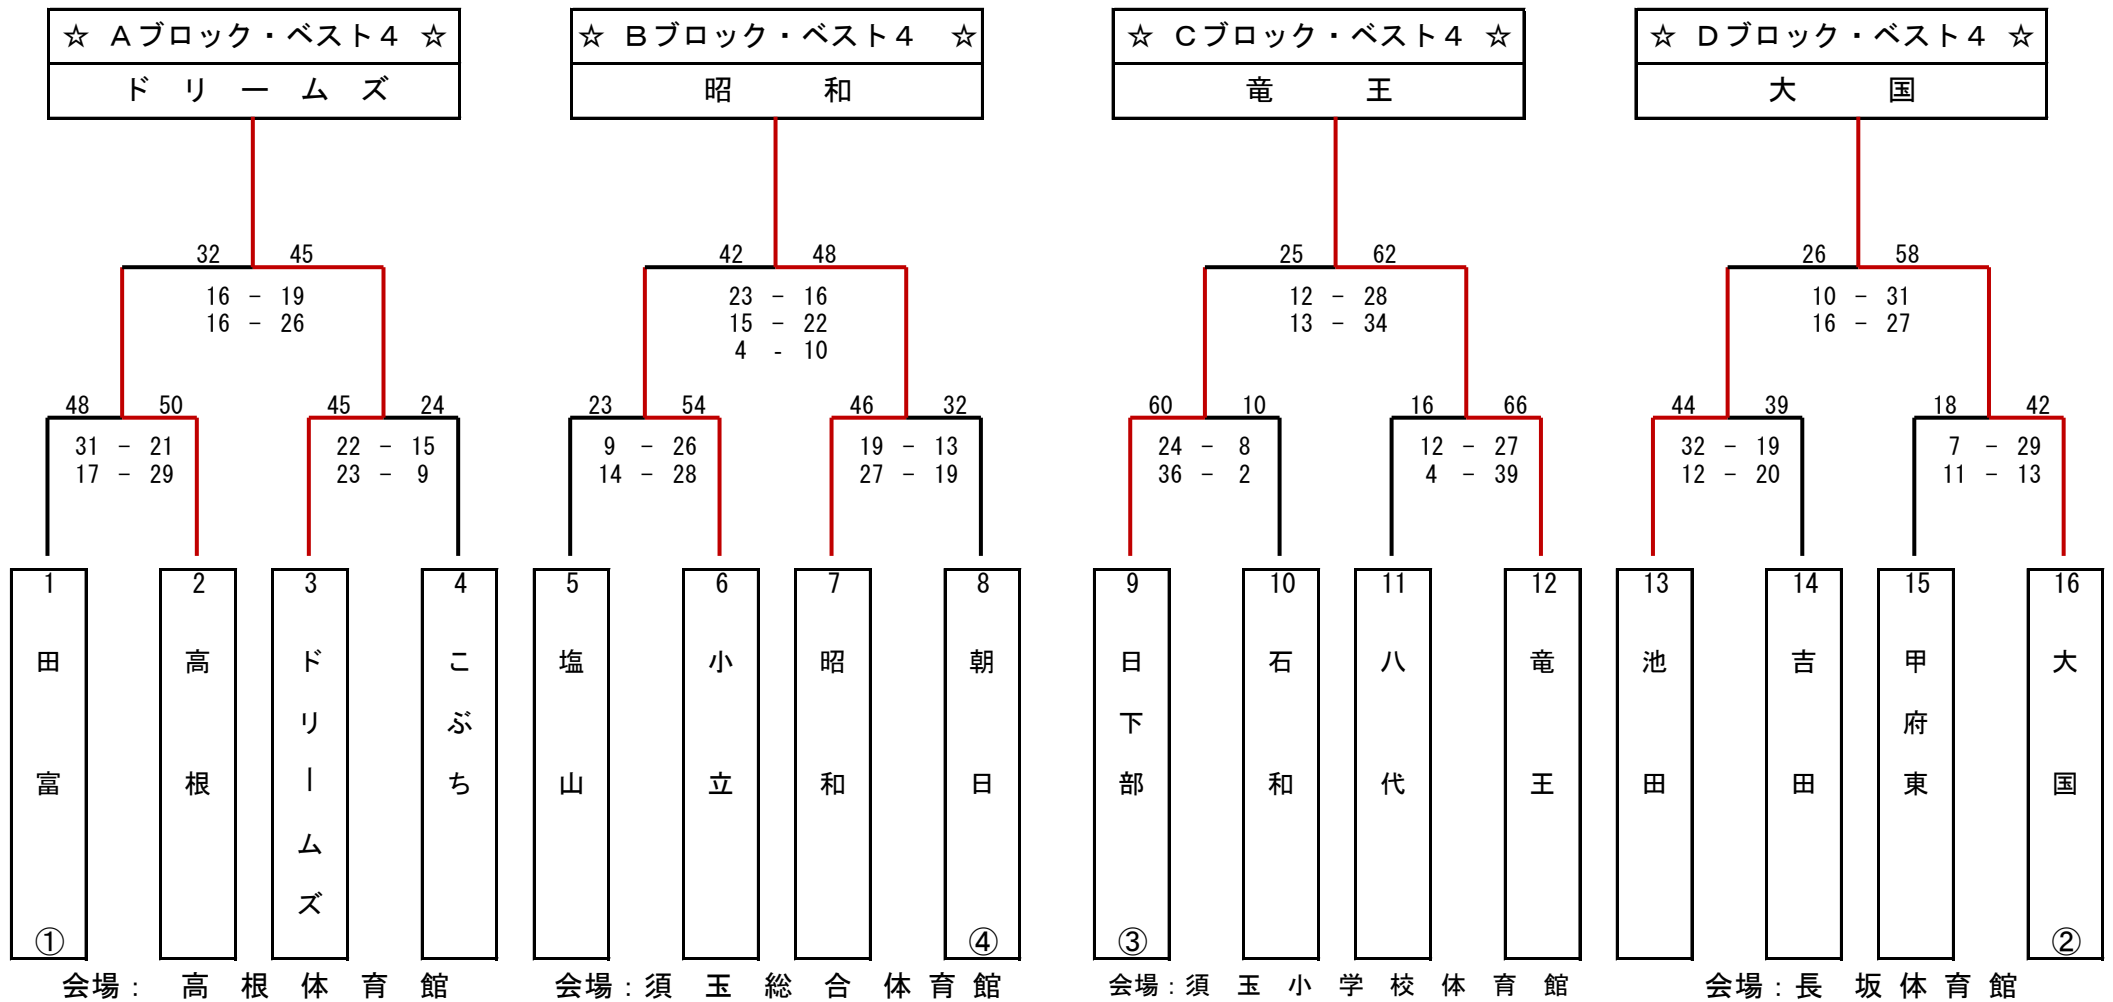 ☆ Aブロック・ベスト4 ☆
ドリームズ
☆ Bブロック・ベスト4 ☆
昭和
☆ Cブロック・ベスト4 ☆
竜王
☆ Dブロック・ベスト4 ☆
大国
32 45
16 - 19
16 - 26
42 48
23 - 16
15 - 22
4 - 10
25 62
12 - 28
13 - 34
26 58
10 - 31
16 - 27
48 50
31 - 21
17 - 29
45 24
22 - 15
23 - 9
23 54
9 - 26
14 - 28
46 32
19 - 13
27 - 19
60 10
24 - 8
36 - 2
16 66
12 - 27
4 - 39
44 39
32 - 19
12 - 20
18 42
7 - 29
11 - 13
1
田富
①
2
高根
3
ドリームズ
4
こぶち
5
塩山
6
小立
7
昭和
8
朝日
④
9
日下部
③
10
石和
11
八代
12
竜王
13
池田
14
吉田
15
甲府東
16
大国
②
会場：高根体育館
会場：須玉総合体育館
会場：須玉小学校体育館
会場：長坂体育館